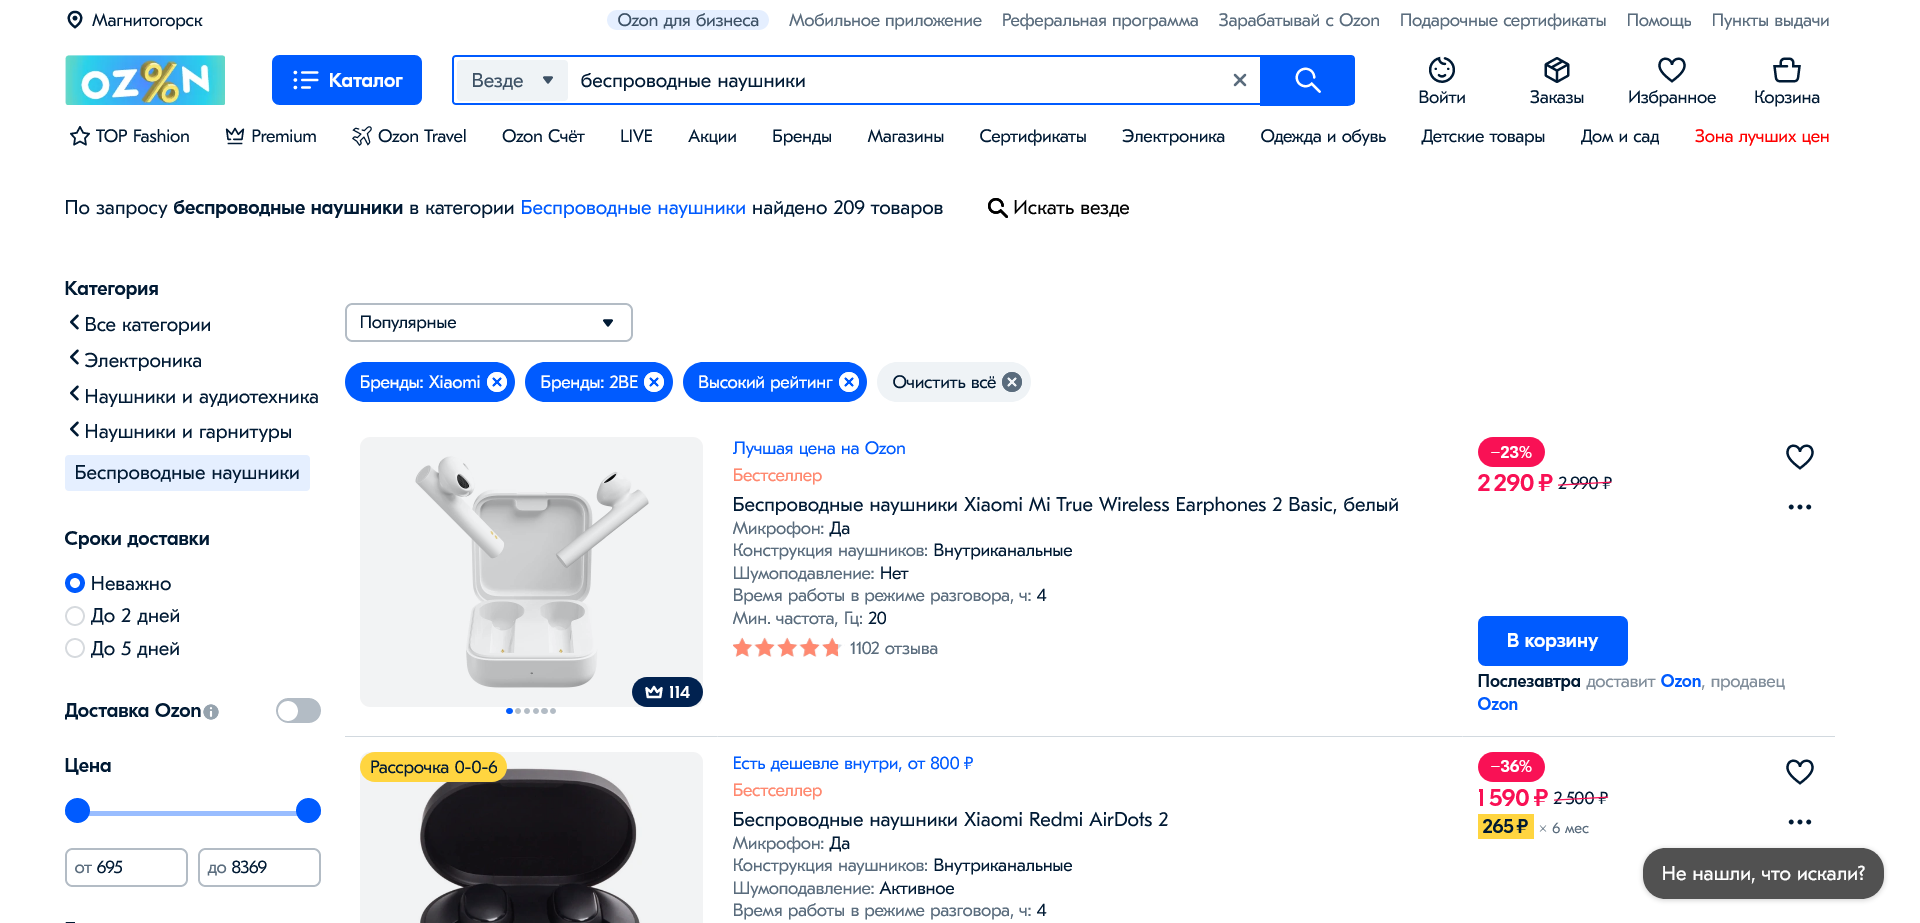 Магнитогорск
Ozon для бизнеса Мобильное приложение Реферальная программа Зарабатывай с Ozon Подарочные сертификаты Помощь Пункты выдачи
OZ%N
Каталог
Везде беспроводные наушники
Войти Заказы Избранное Корзина
TOP Fashion Premium Ozon Travel Ozon Счёт LIVE Акции Бренды Магазины Сертификаты Электроника Одежда и обувь Детские товары Дом и сад Зона лучших цен
По запросу беспроводные наушники в категории Беспроводные наушники найдено 209 товаров Искать везде
Категория
Все категории
Электроника
Наушники и аудиотехника
Наушники и гарнитуры
Беспроводные наушники
Сроки доставки
Неважно
До 2 дней
До 5 дней
Доставка Ozon
Цена
от 695 до 8369
Популярные
Бренды: Xiaomi Бренды: 2BE Высокий рейтинг Очистить всё
114
Лучшая цена на Ozon
Бестселлер
Беспроводные наушники Xiaomi Mi True Wireless Earphones 2 Basic, белый
Микрофон: Да
Конструкция наушников: Внутриканальные
Шумоподавление: Нет
Время работы в режиме разговора, ч: 4
Мин. частота, Гц: 20
1102 отзыва
−23%
2 290 ₽ 2 990 ₽
В корзину
Послезавтра доставит Ozon, продавец
Ozon
Рассрочка 0-0-6
Есть дешевле внутри, от 800 ₽
Бестселлер
Беспроводные наушники Xiaomi Redmi AirDots 2
Микрофон: Да
Конструкция наушников: Внутриканальные
Шумоподавление: Активное
Время работы в режиме разговора, ч: 4
−36%
1 590 ₽ 2 500 ₽
265 ₽ × 6 мес
Не нашли, что искали?